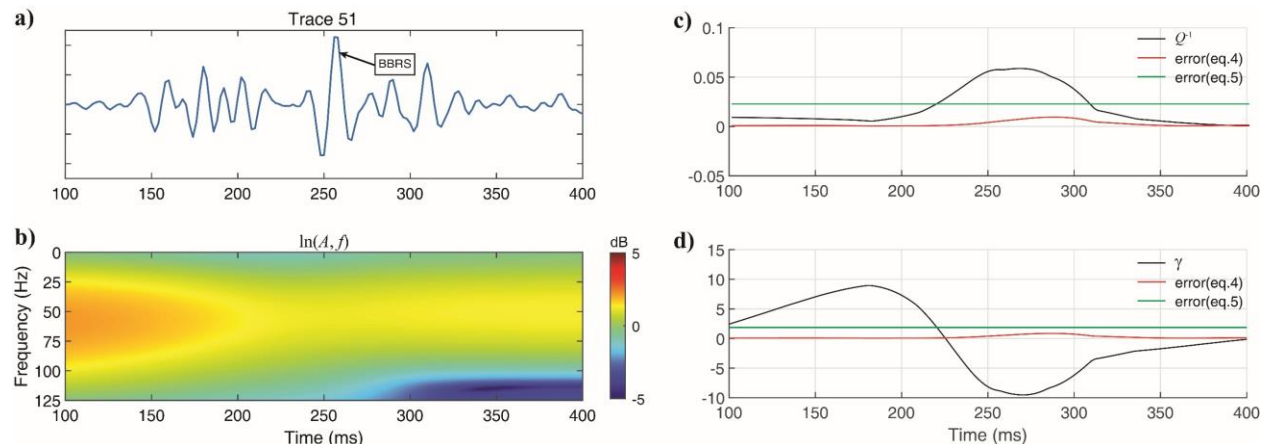 a)
Trace 51
BBRS
100 150 200 250 300 350 400
b)
ln(A, f)
dB
Frequency (Hz)
0
25
50
75
100
125
5
0
-5
100 150 200 250 300 350 400
Time (ms)
c)
Q⁻¹
error(eq.4)
error(eq.5)
0.1
0.05
0
-0.05
100 150 200 250 300 350 400
d)
γ
error(eq.4)
error(eq.5)
15
10
5
0
-5
-10
100 150 200 250 300 350 400
Time (ms)